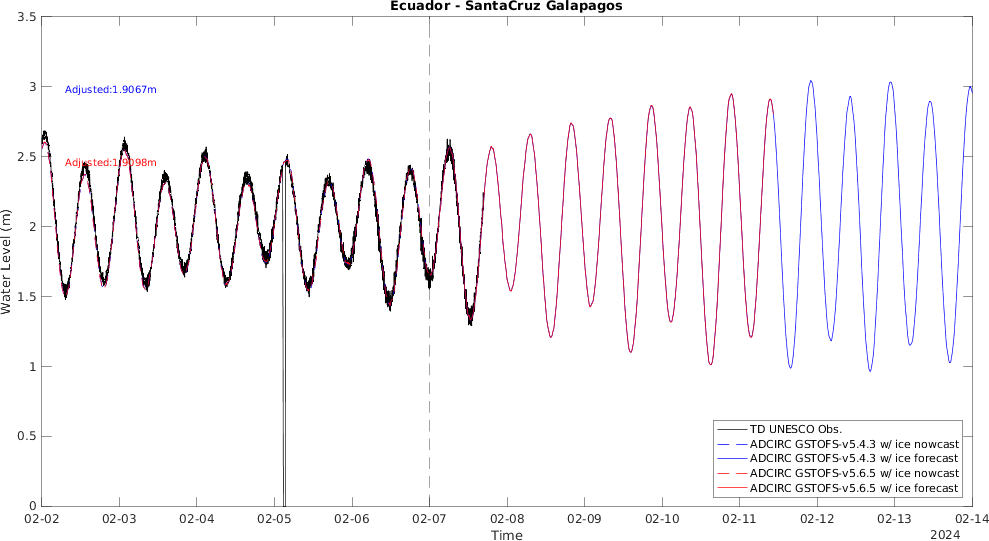 Ecuador - SantaCruz Galapagos
3.5
3
2.5
2
1.5
1
0.5
0
Water Level (m)
Adjusted:1.9067m
Adjusted:1.9098m
TD UNESCO Obs.
ADCIRC GSTOFS-v5.4.3 w/ ice nowcast
ADCIRC GSTOFS-v5.4.3 w/ ice forecast
ADCIRC GSTOFS-v5.6.5 w/ ice nowcast
ADCIRC GSTOFS-v5.6.5 w/ ice forecast
02-02 02-03 02-04 02-05 02-06 02-07 02-08 02-09 02-10 02-11 02-12 02-13 02-14
Time
2024